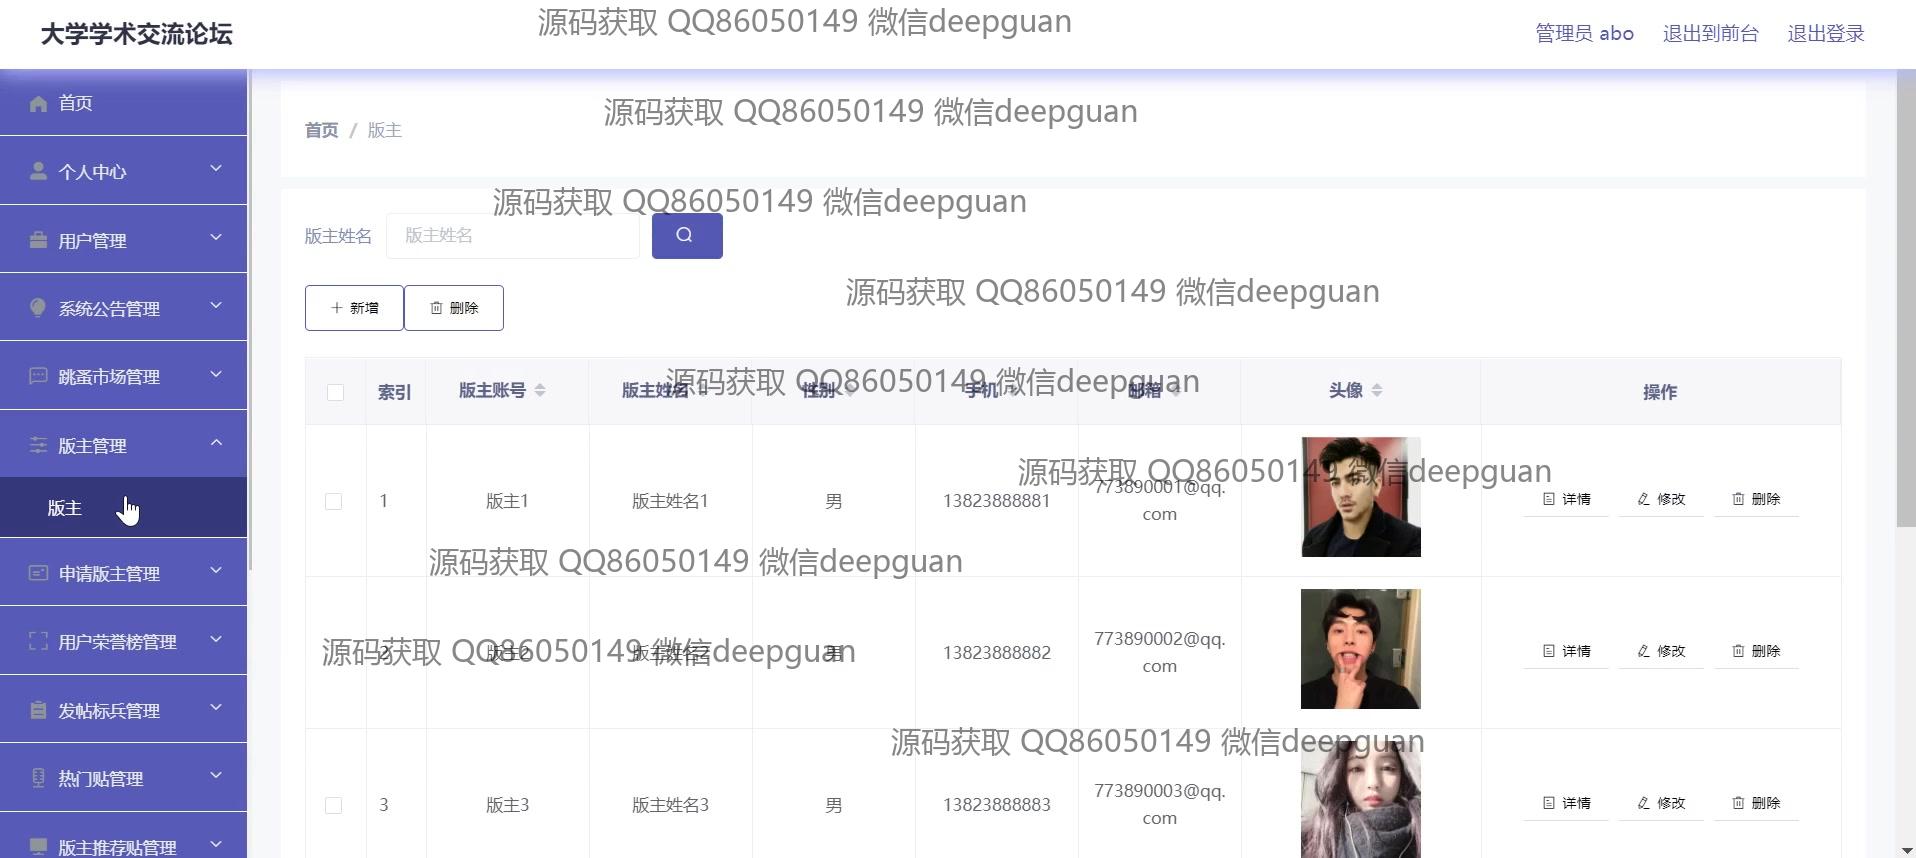 源码获取 QQ86050149 微信deepguan
大学学术交流论坛
管理员 abo 退出到前台 退出登录
首页
源码获取 QQ86050149 微信deepguan
首页 / 版主
个人中心
源码获取 QQ86050149 微信deepguan
用户管理
版主姓名 版主姓名
源码获取 QQ86050149 微信deepguan
系统公告管理
新增 删除
跳蚤市场管理
源码获取 QQ86050149 微信deepguan
索引 版主账号 版主姓名 性别 手机 邮箱 头像 操作
版主管理
源码获取 QQ86050149 微信deepguan
1 版主1 版主姓名1 男 13823888881 773890001@qq.com 详情 修改 删除
版主
源码获取 QQ86050149 微信deepguan
申请版主管理
用户荣誉榜管理
源码获取 QQ86050149 微信deepguan
2 版主2 版主姓名2 男 13823888882 773890002@qq.com 详情 修改 删除
发帖标兵管理
源码获取 QQ86050149 微信deepguan
热门贴管理
3 版主3 版主姓名3 男 13823888883 773890003@qq.com 详情 修改 删除
版主推荐贴管理